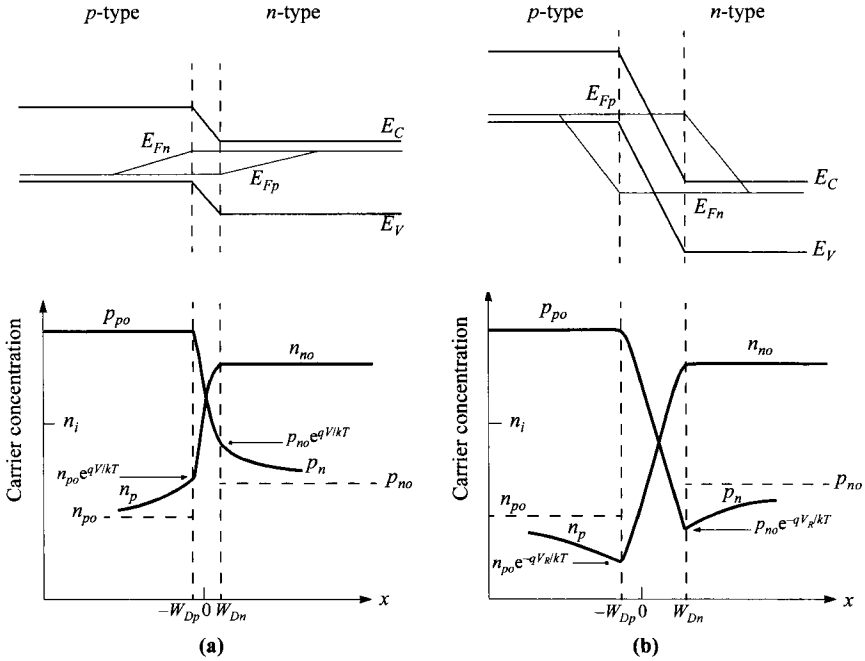 p-type
n-type
E_C
E_Fn
E_Fp
E_V
Carrier concentration
p_po
n_no
n_i
p_no e^qV/kT
n_po e^qV/kT
n_p
p_n
p_no
n_po
−W_Dp 0 W_Dn x
(a)
p-type
n-type
E_Fp
E_C
E_Fn
E_V
Carrier concentration
p_po
n_no
n_i
p_no
n_po
p_n
n_p
p_no e^−qV_R/kT
n_po e^−qV_R/kT
−W_Dp 0 W_Dn x
(b)